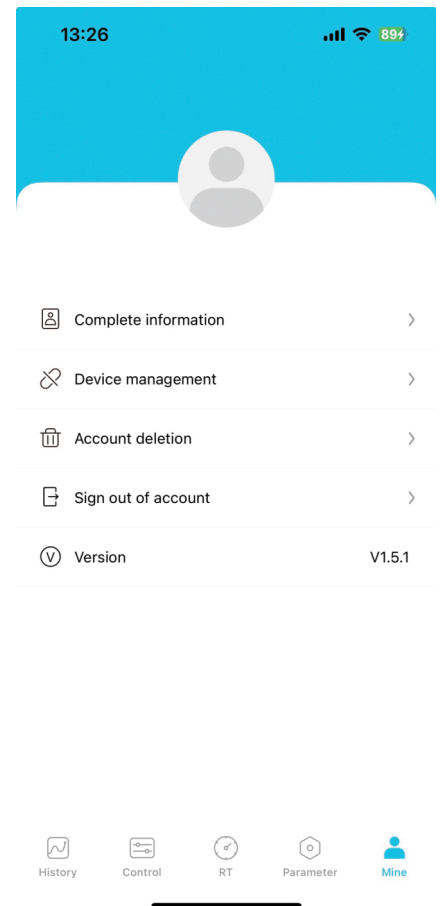 13:26 89
Complete information
Device management
Account deletion
Sign out of account
V Version V1.5.1
History Control RT Parameter Mine